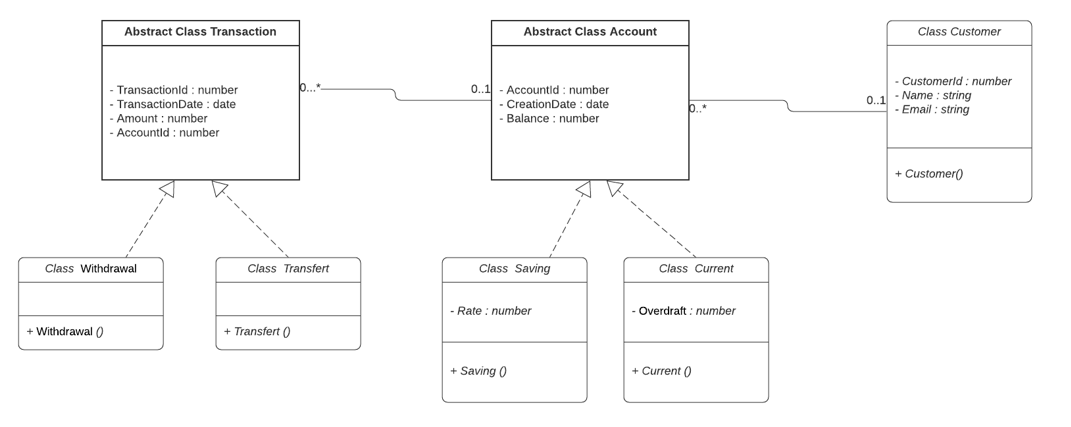 Abstract Class Transaction
- TransactionId : number
- TransactionDate : date
- Amount : number
- AccountId : number
0...*
0..1
Abstract Class Account
- AccountId : number
- CreationDate : date
- Balance : number
0..*
0..1
Class Customer
- CustomerId : number
- Name : string
- Email : string
+ Customer()
Class Withdrawal
+ Withdrawal ()
Class Transfert
+ Transfert ()
Class Saving
- Rate : number
+ Saving ()
Class Current
- Overdraft : number
+ Current ()